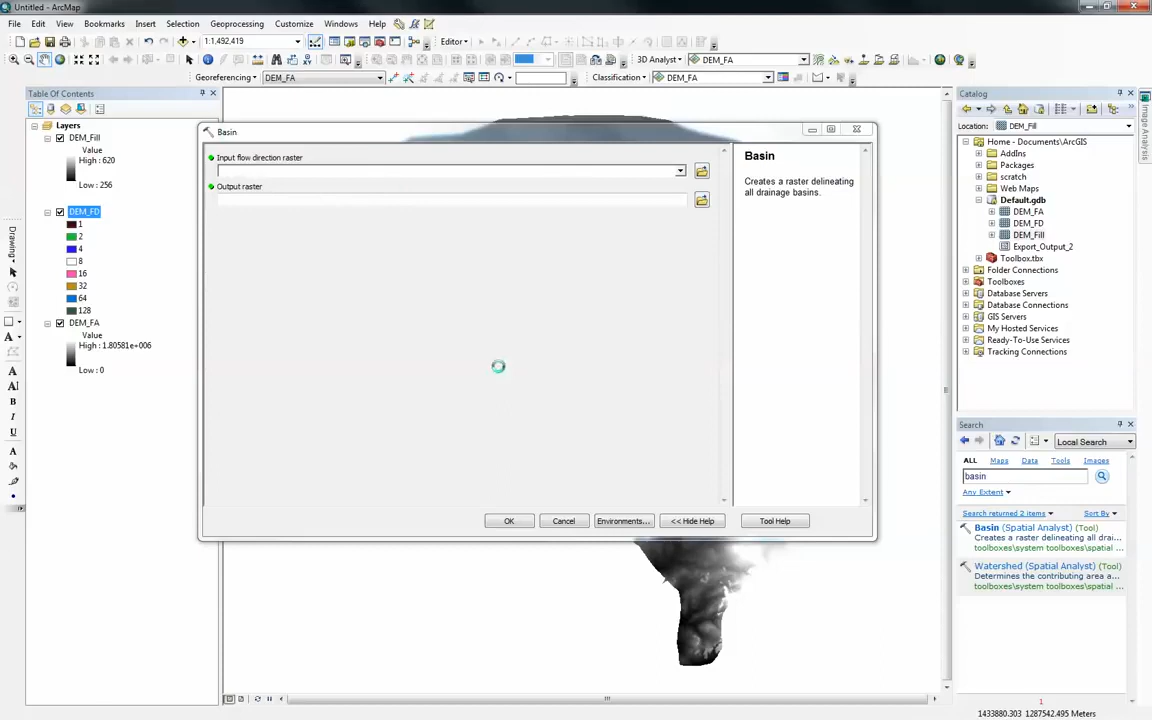 Untitled - ArcMap
File Edit View Bookmarks Insert Selection Geoprocessing Customize Windows Help
1:1,492,419
Editor
3D Analyst
DEM_FA
Georeferencing
DEM_FA
Classification
DEM_FA
Table Of Contents
Layers
DEM_Fill
Value
High : 620
Low : 256
DEM_FD
1
2
4
8
16
32
64
128
DEM_FA
Value
High : 1.80581e+006
Low : 0
Drawing
Basin
Input flow direction raster
Output raster
Basin
Creates a raster delineating
all drainage basins.
OK
Cancel
Environments...
<< Hide Help
Tool Help
Catalog
Location: DEM_Fill
Home - Documents\ArcGIS
AddIns
Packages
scratch
Web Maps
Default.gdb
DEM_FA
DEM_FD
DEM_Fill
Export_Output_2
Toolbox.tbx
Folder Connections
Toolboxes
Database Servers
Database Connections
GIS Servers
My Hosted Services
Ready-To-Use Services
Tracking Connections
Image Analysis
Search
Local Search
ALL Maps Data Tools Images
basin
Any Extent
Search returned 2 items
Sort By
Basin (Spatial Analyst) (Tool)
Creates a raster delineating all drai...
toolboxes\system toolboxes\spatial ...
Watershed (Spatial Analyst) (Tool)
Determines the contributing area a...
toolboxes\system toolboxes\spatial ...
1
1433880.303 1287542.495 Meters